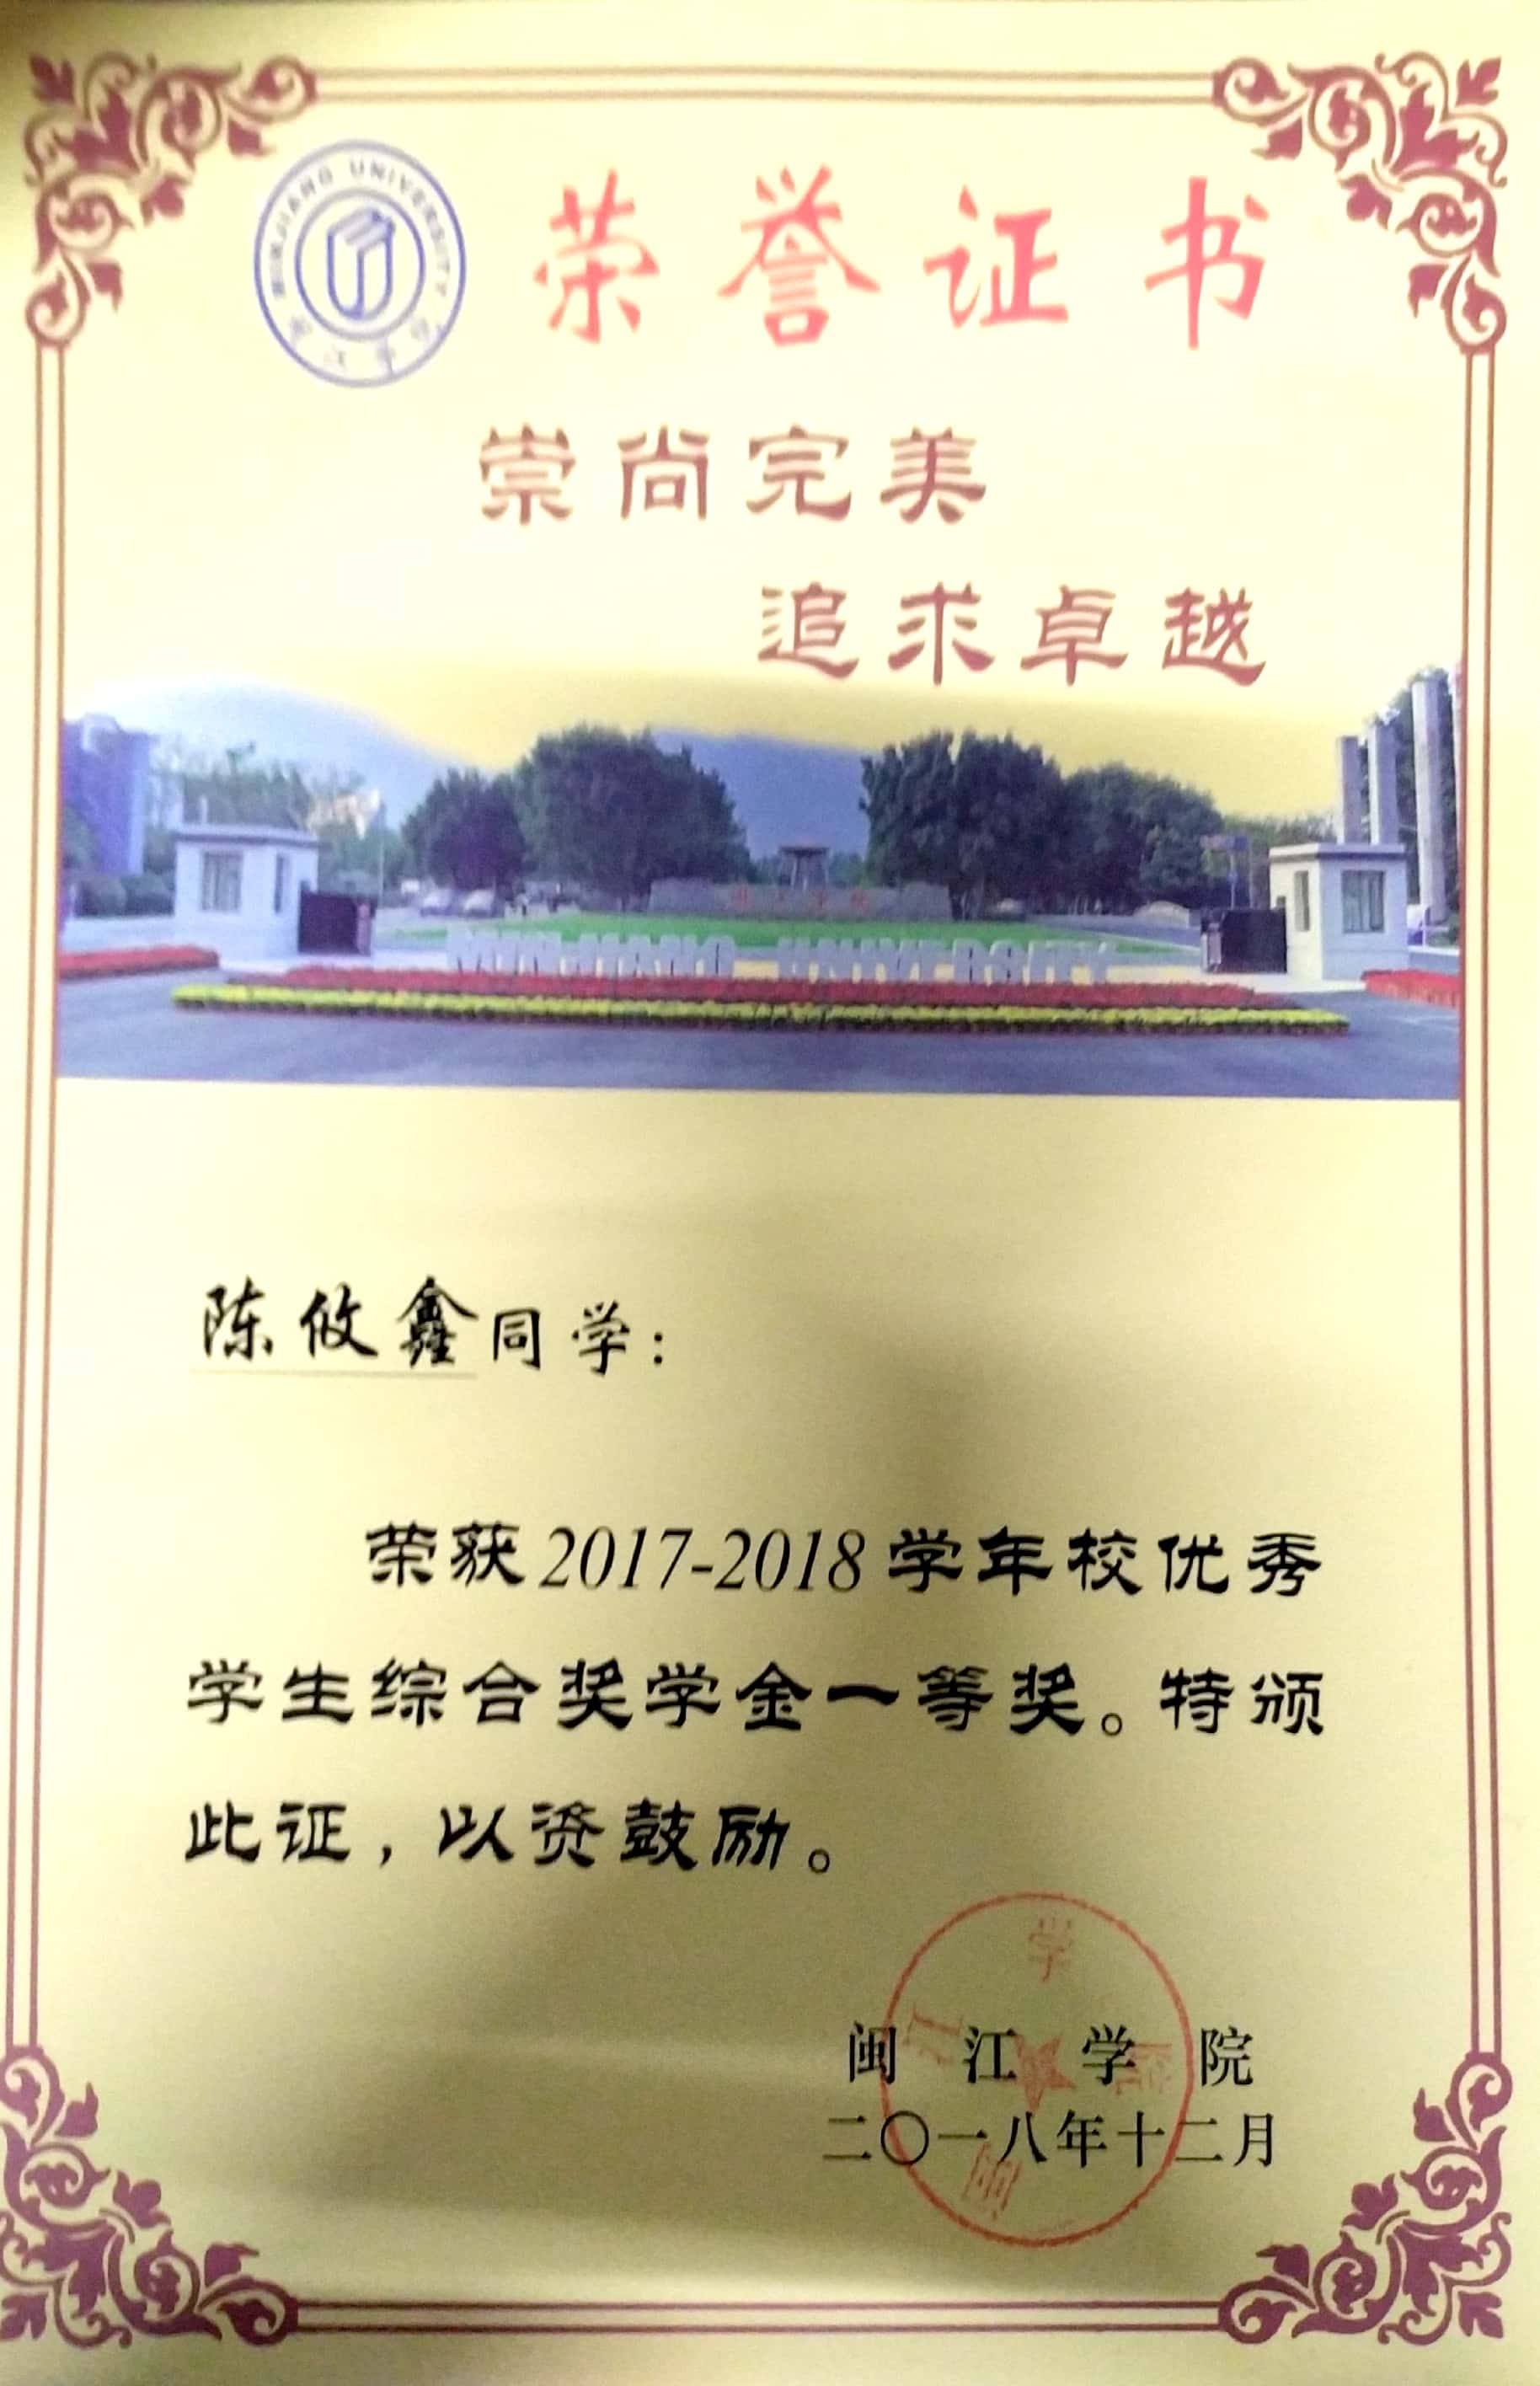 MINJIANG UNIVERSITY
荣誉证书
崇尚完美
追求卓越
MINJIANG UNIVERSITY
陈攸鑫同学：
荣获2017-2018学年校优秀
学生综合奖学金一等奖。特颁
此证，以资鼓励。
闽江学院
二〇一八年十二月